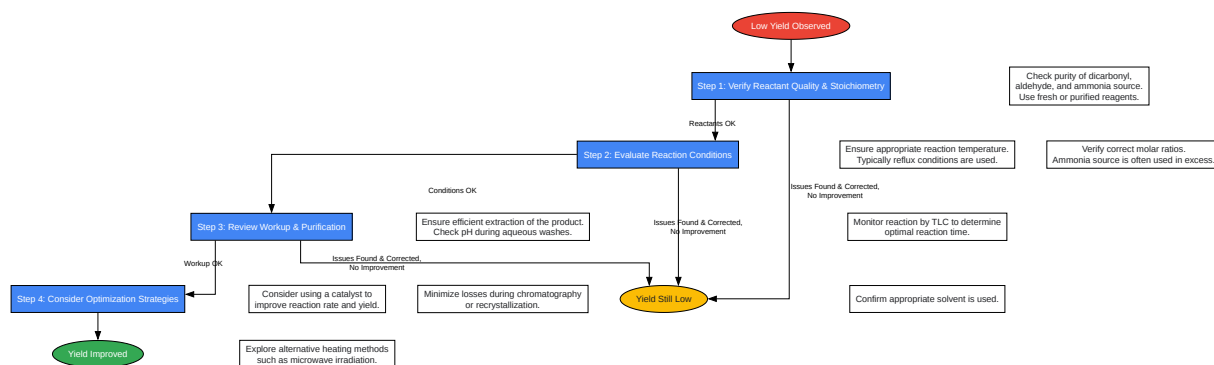 Low Yield Observed
Step 1: Verify Reactant Quality & Stoichiometry
Check purity of dicarbonyl,
aldehyde, and ammonia source.
Use fresh or purified reagents.
Reactants OK
Step 2: Evaluate Reaction Conditions
Ensure appropriate reaction temperature.
Typically reflux conditions are used.
Verify correct molar ratios.
Ammonia source is often used in excess.
Conditions OK
Issues Found & Corrected,
No Improvement
Step 3: Review Workup & Purification
Ensure efficient extraction of the product.
Check pH during aqueous washes.
Issues Found & Corrected,
No Improvement
Monitor reaction by TLC to determine
optimal reaction time.
Workup OK
Issues Found & Corrected,
No Improvement
Step 4: Consider Optimization Strategies
Consider using a catalyst to
improve reaction rate and yield.
Minimize losses during chromatography
or recrystallization.
Yield Still Low
Confirm appropriate solvent is used.
Yield Improved
Explore alternative heating methods
such as microwave irradiation.